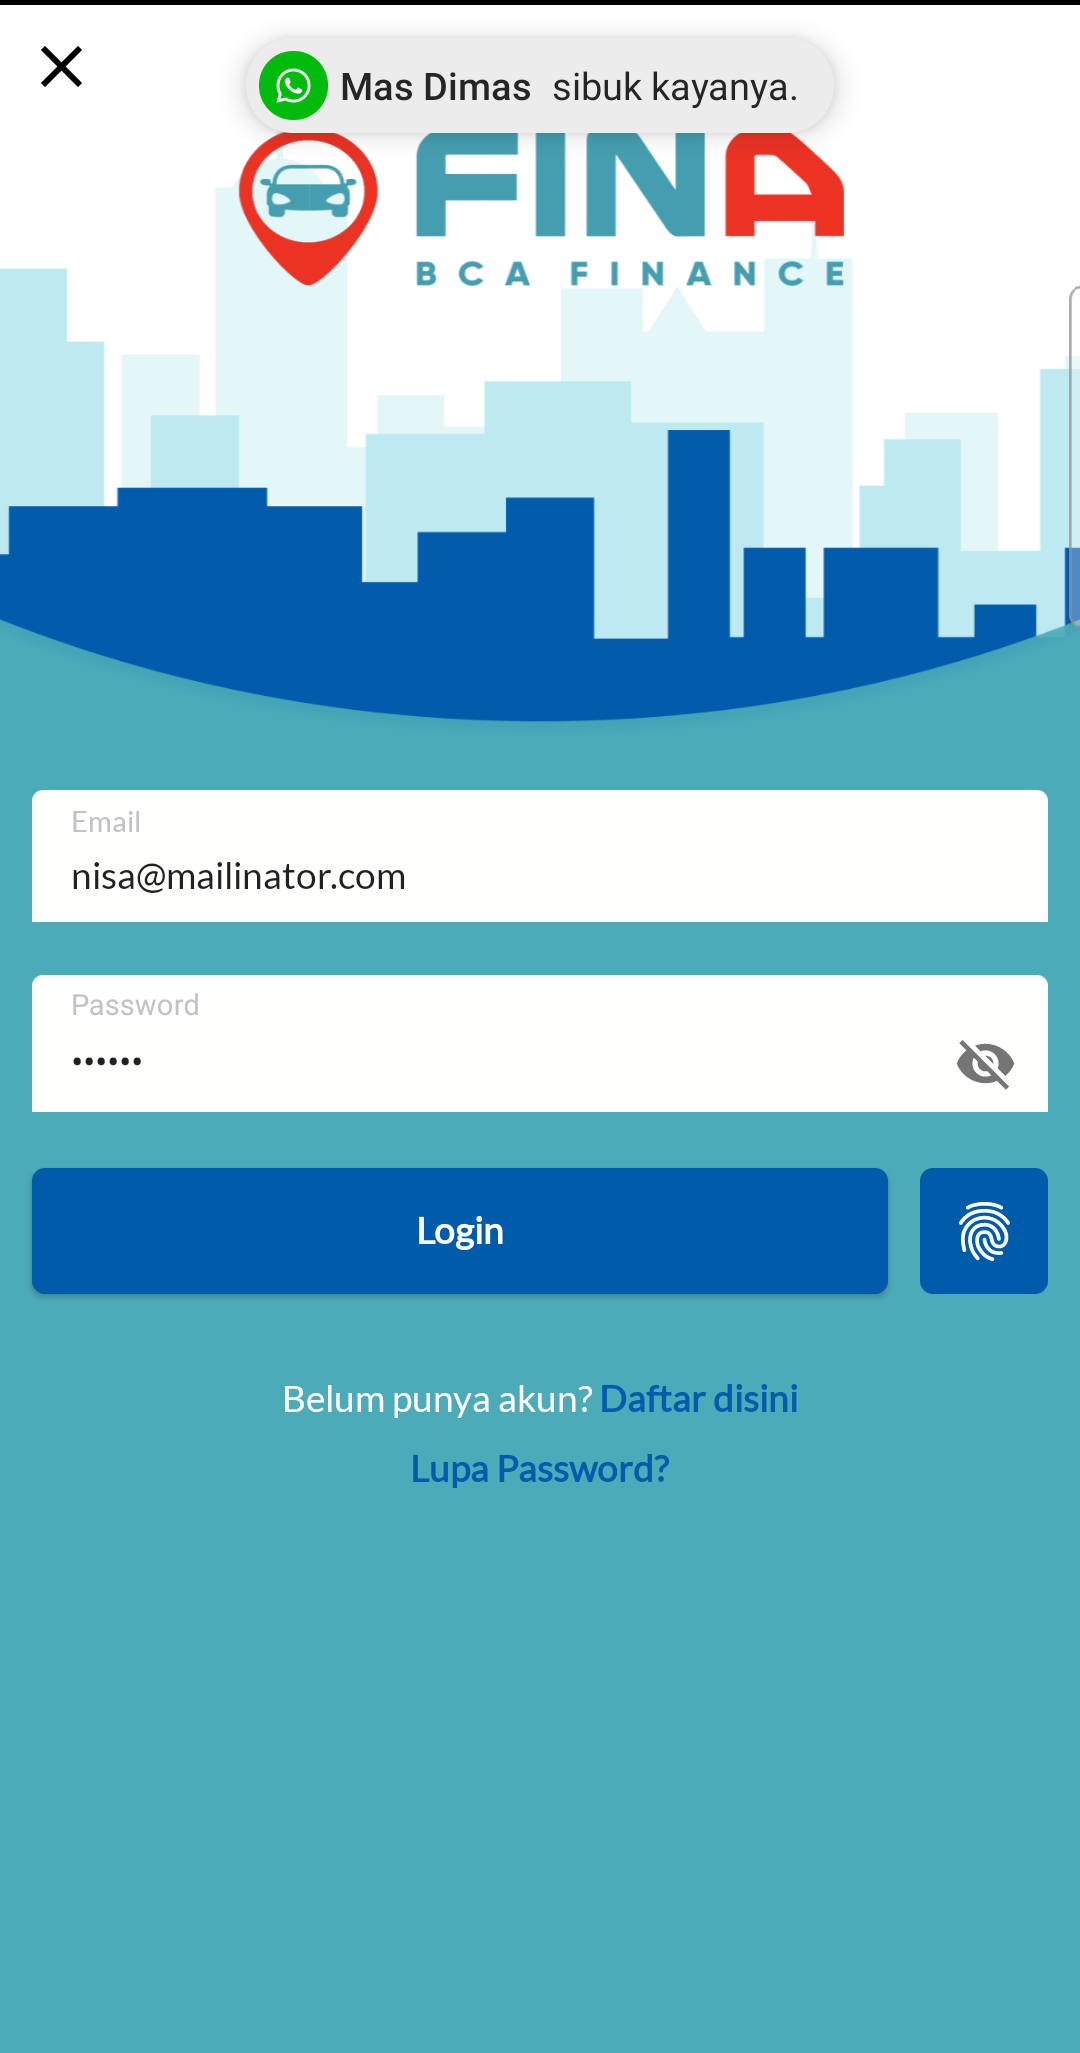 Mas Dimas sibuk kayanya.
FINA
BCA FINANCE
Email
nisa@mailinator.com
Password
••••••
Login
Belum punya akun? Daftar disini
Lupa Password?